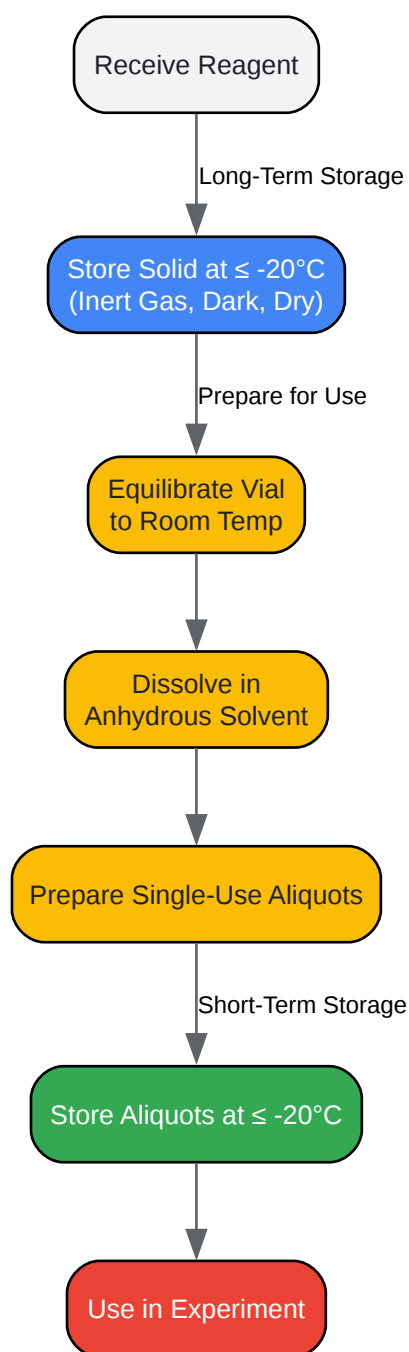 Receive Reagent
Long-Term Storage
Store Solid at ≤ -20°C
(Inert Gas, Dark, Dry)
Prepare for Use
Equilibrate Vial
to Room Temp
Dissolve in
Anhydrous Solvent
Prepare Single-Use Aliquots
Short-Term Storage
Store Aliquots at ≤ -20°C
Use in Experiment